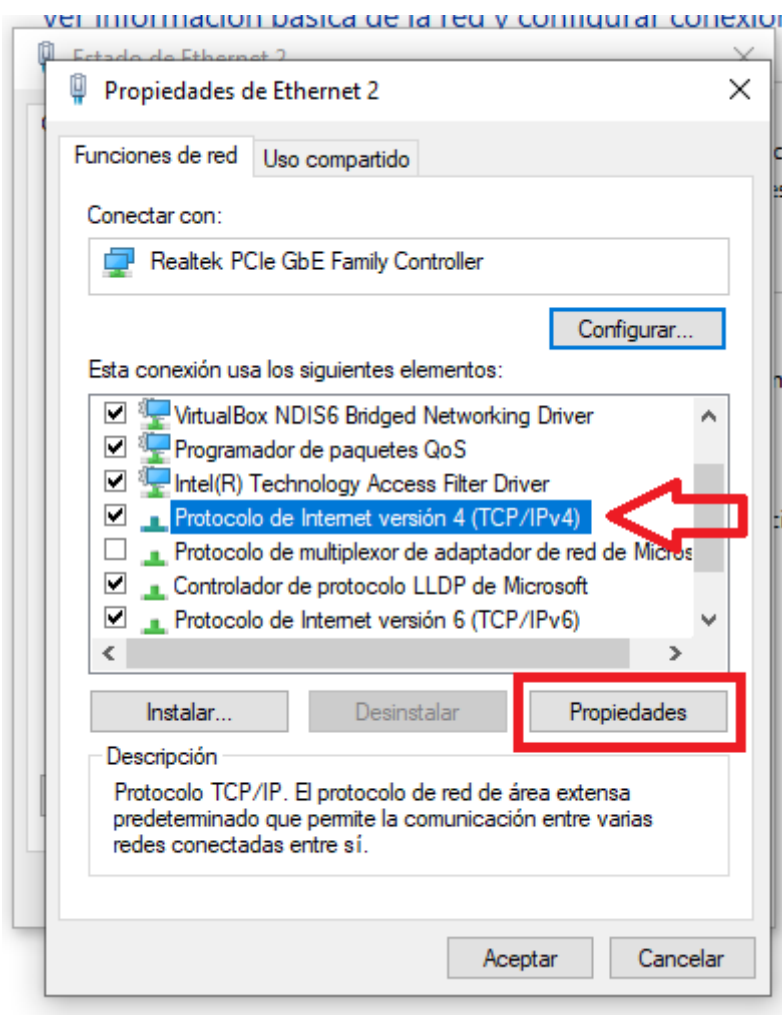 Ver información básica de la red y configurar conexio
Estado de Ethernet 2
Propiedades de Ethernet 2
Funciones de red
Uso compartido
Conectar con:
Realtek PCIe GbE Family Controller
Configurar...
Esta conexión usa los siguientes elementos:
VirtualBox NDIS6 Bridged Networking Driver
Programador de paquetes QoS
Intel(R) Technology Access Filter Driver
Protocolo de Internet versión 4 (TCP/IPv4)
Protocolo de multiplexor de adaptador de red de Micros
Controlador de protocolo LLDP de Microsoft
Protocolo de Internet versión 6 (TCP/IPv6)
Instalar...
Desinstalar
Propiedades
Descripción
Protocolo TCP/IP. El protocolo de red de área extensa
predeterminado que permite la comunicación entre varias
redes conectadas entre sí.
Aceptar
Cancelar